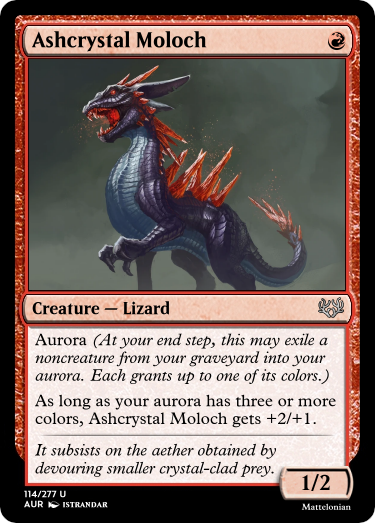 Ashcrystal Moloch
Creature — Lizard
Aurora (At your end step, this may exile a
noncreature from your graveyard into your
aurora. Each grants up to one of its colors.)
As long as your aurora has three or more
colors, Ashcrystal Moloch gets +2/+1.
It subsists on the aether obtained by
devouring smaller crystal-clad prey.
1/2
114/277 U
AUR ISTRANDAR
Mattelonian